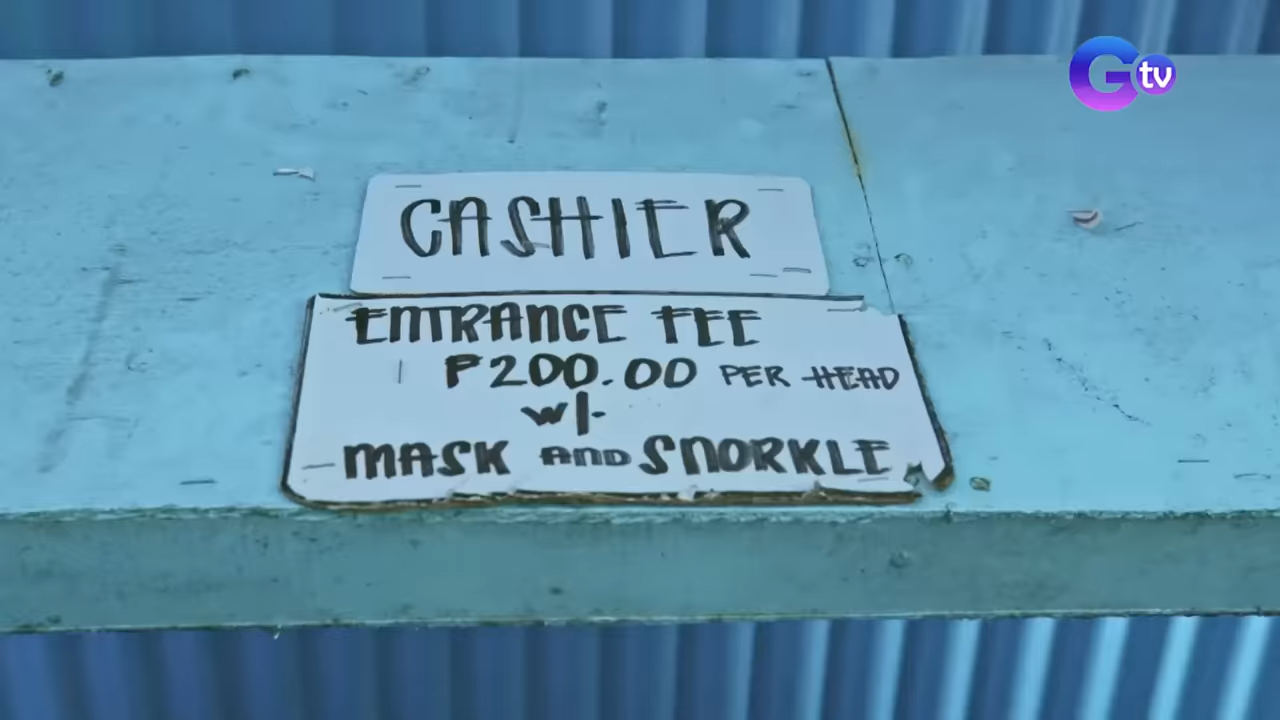 Gtv
CASHIER
ENTRANCE FEE
₱200.00 PER HEAD
w/-
MASK AND SNORKLE